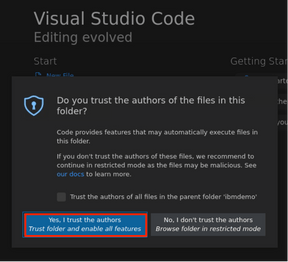 Visual Studio Code
Editing evolved
Start
Getting Star
New File
Do you trust the authors of the files in this
folder?
Code provides features that may automatically execute files in
this folder.
If you don't trust the authors of these files, we recommend to
continue in restricted mode as the files may be malicious. See
our docs to learn more.
Trust the authors of all files in the parent folder 'ibmdemo'
Yes, I trust the authors
Trust folder and enable all features
No, I don't trust the authors
Browse folder in restricted mode